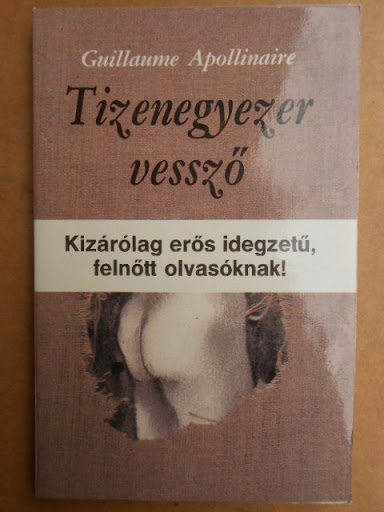 Guillaume Apollinaire
Tizenegyezer
vessző
Kizárólag erős idegzetű,
felnőtt olvasóknak!